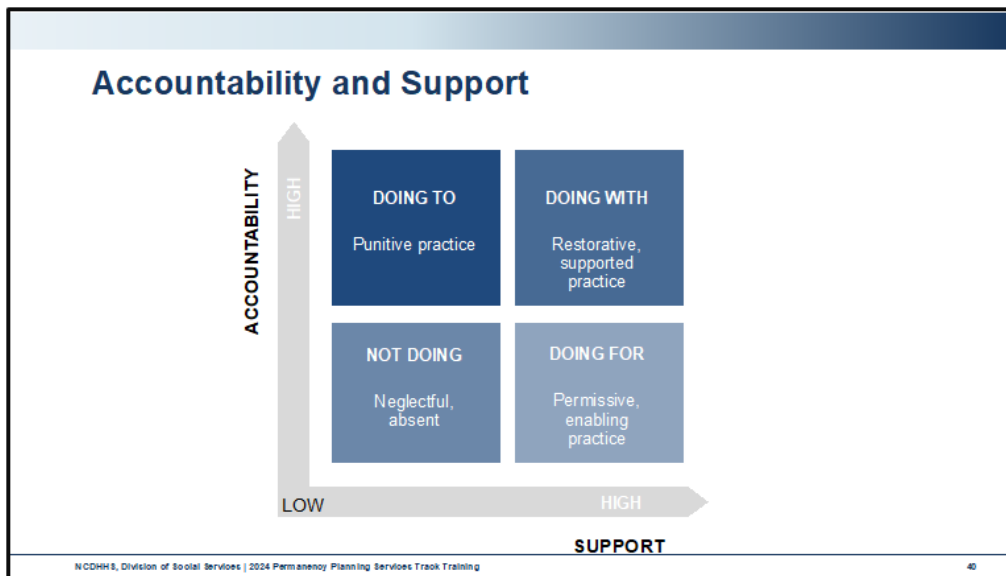 Accountability and Support
ACCOUNTABILITY
HIGH
DOING TO
Punitive practice
DOING WITH
Restorative,
supported
practice
NOT DOING
Neglectful,
absent
DOING FOR
Permissive,
enabling
practice
LOW
HIGH
SUPPORT
NCDHHS, Division of Social Services | 2024 Permanency Planning Services Track Training
40